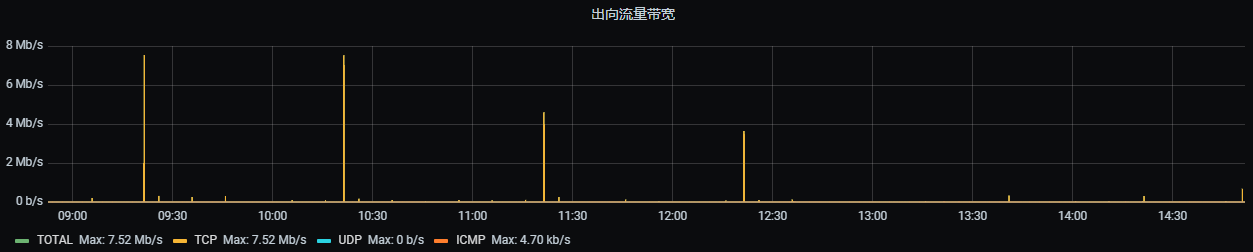 出向流量带宽
8 Mb/s
6 Mb/s
4 Mb/s
2 Mb/s
0 b/s
09:00 09:30 10:00 10:30 11:00 11:30 12:00 12:30 13:00 13:30 14:00 14:30
TOTAL Max: 7.52 Mb/s TCP Max: 7.52 Mb/s UDP Max: 0 b/s ICMP Max: 4.70 kb/s